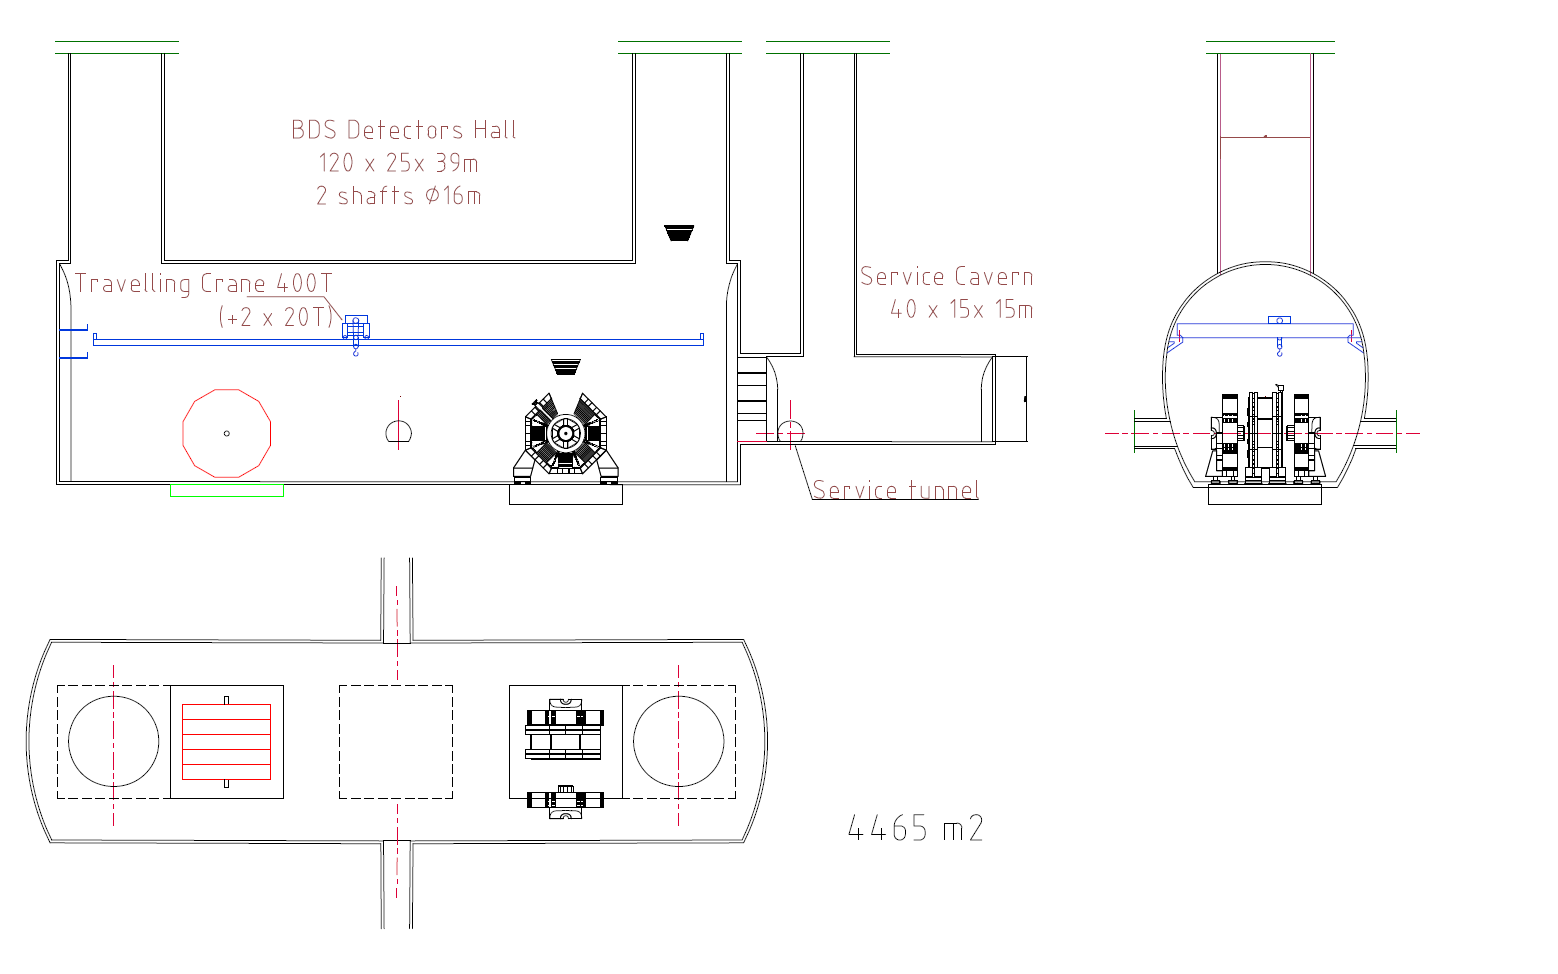 BDS Detectors Hall
120 x 25x 39m
2 shafts Ø16m
Travelling Crane 400T
(+2 x 20T)
Service Cavern
40 x 15x 15m
Service tunnel
4465 m2